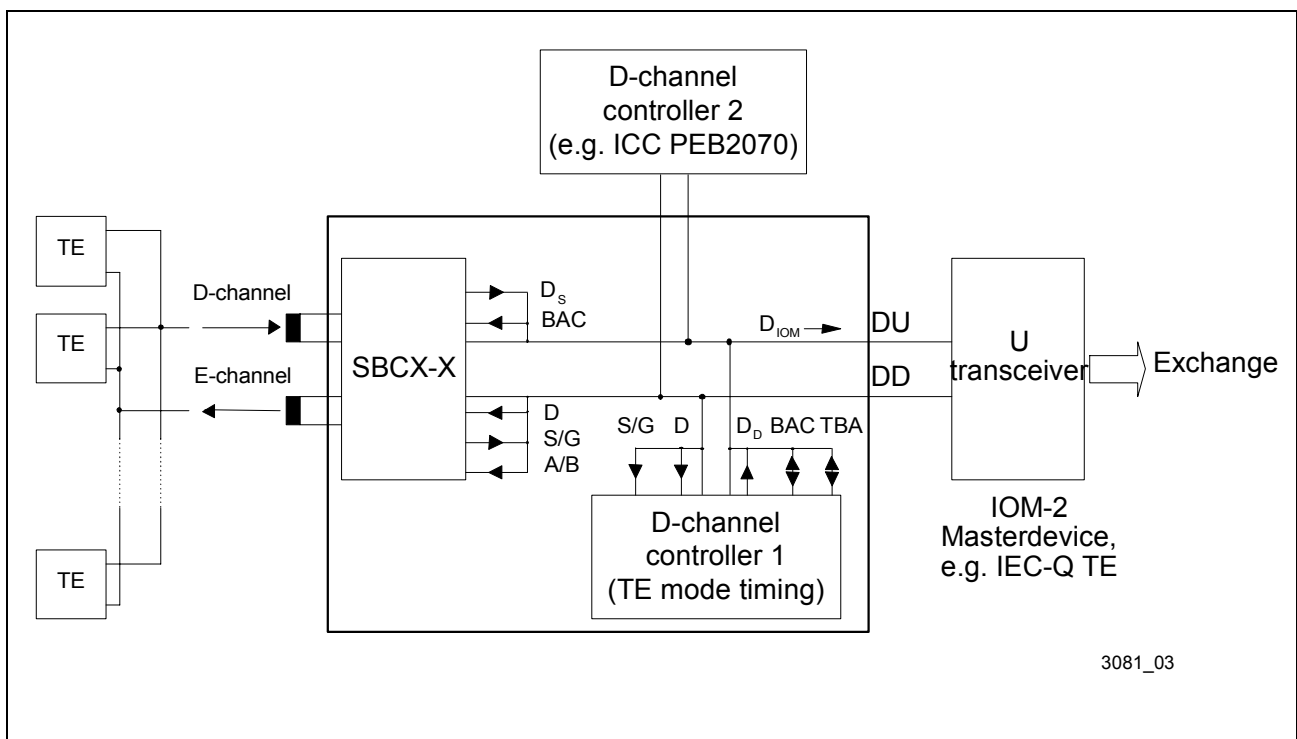 D-channel
controller 2
(e.g. ICC PEB2070)
TE
D-channel
TE
E-channel
TE
SBCX-X
D_S
BAC
D
S/G
A/B
D_IOM
DU
DD
S/G D D_D BAC TBA
D-channel
controller 1
(TE mode timing)
U
transceiver
Exchange
IOM-2
Masterdevice,
e.g. IEC-Q TE
3081_03